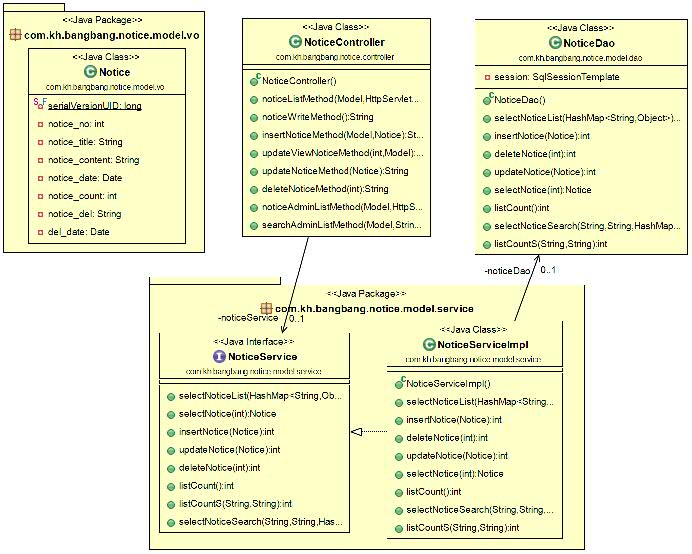 <<Java Package>>
com.kh.bangbang.notice.model.vo
<<Java Class>>
Notice
com.kh.bangbang.notice.model.vo
serialVersionUID: long
notice_no: int
notice_title: String
notice_content: String
notice_date: Date
notice_count: int
notice_del: String
del_date: Date
<<Java Class>>
NoticeController
com.kh.bangbang.notice.controller
NoticeController()
noticeListMethod(Model,HttpServlet...
noticeWriteMethod():String
insertNoticeMethod(Model,Notice):St...
updateViewNoticeMethod(int,Model):...
updateNoticeMethod(Notice):String
deleteNoticeMethod(int):String
noticeAdminListMethod(Model,HttpS...
searchAdminListMethod(Model,Strin...
<<Java Class>>
NoticeDao
com.kh.bangbang.notice.model.dao
session: SqlSessionTemplate
NoticeDao()
selectNoticeList(HashMap<String,Object>)...
insertNotice(Notice):int
deleteNotice(int):int
updateNotice(Notice):int
selectNotice(int):Notice
listCount():int
selectNoticeSearch(String,String,HashMap...
listCountS(String,String):int
-noticeDao 0..1
<<Java Package>>
com.kh.bangbang.notice.model.service
-noticeService 0..1
<<Java Interface>>
NoticeService
com.kh.bangbang.notice.model.service
selectNoticeList(HashMap<String,Ob...
selectNotice(int):Notice
insertNotice(Notice):int
updateNotice(Notice):int
deleteNotice(int):int
listCount():int
listCountS(String,String):int
selectNoticeSearch(String,String,Has...
<<Java Class>>
NoticeServiceImpl
com.kh.bangbang.notice.model.service
NoticeServiceImpl()
selectNoticeList(HashMap<String,...
insertNotice(Notice):int
deleteNotice(int):int
updateNotice(Notice):int
selectNotice(int):Notice
listCount():int
selectNoticeSearch(String,String,...
listCountS(String,String):int